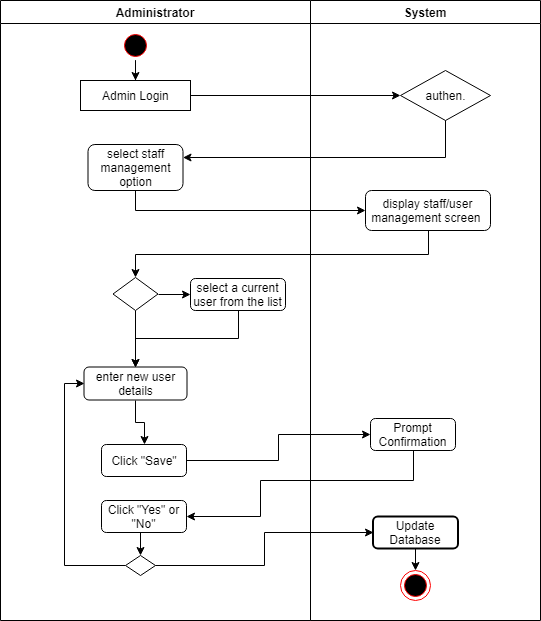 Administrator
System
Admin Login
authen.
select staff
management
option
display staff/user
management screen
select a current
user from the list
enter new user
details
Prompt
Confirmation
Click "Save"
Click "Yes" or
"No"
Update
Database